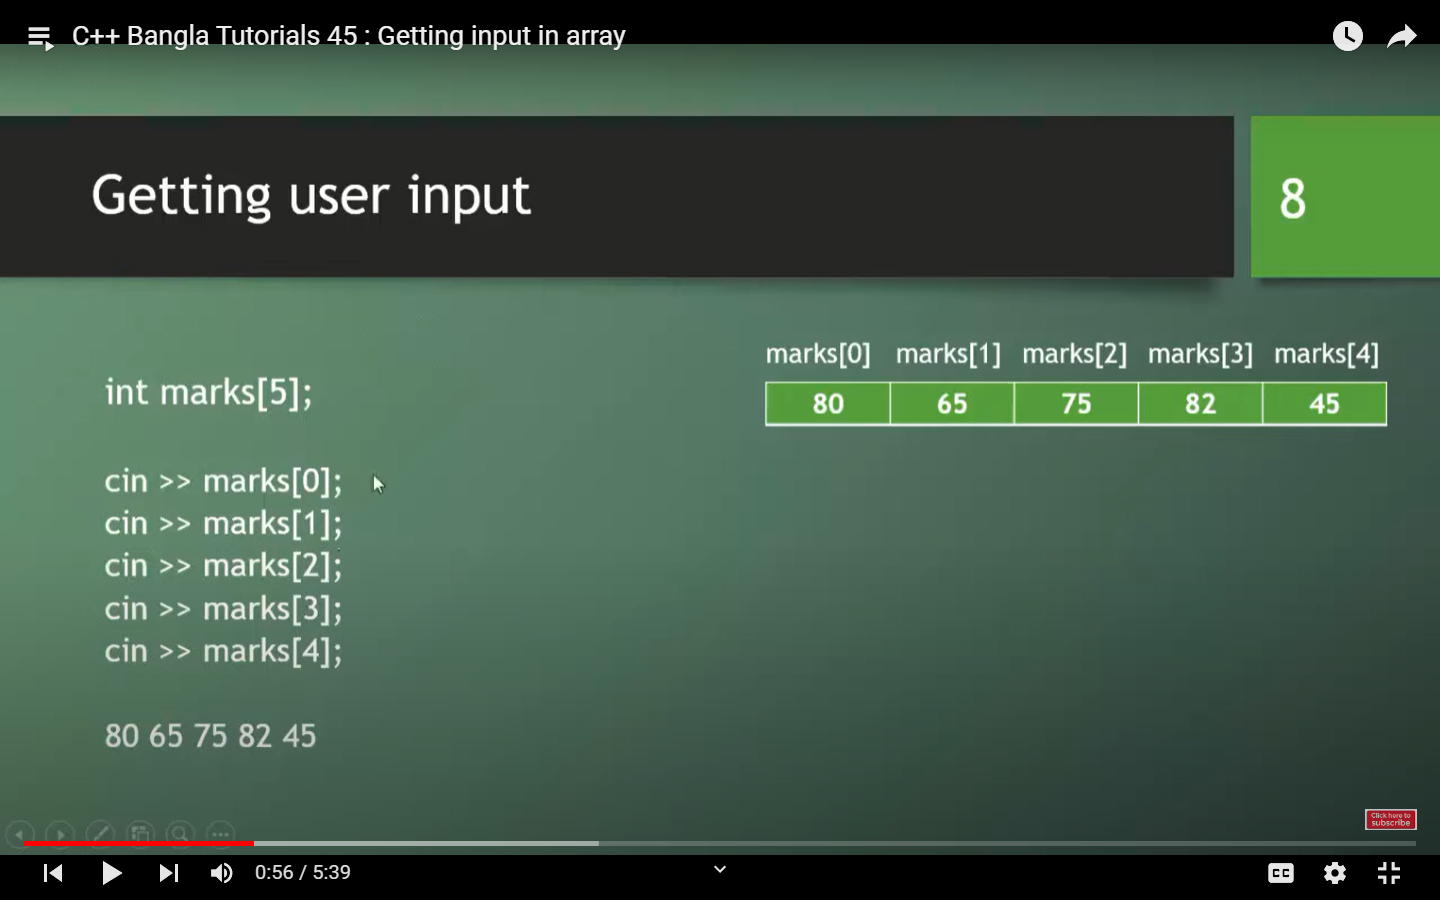 C++ Bangla Tutorials 45 : Getting input in array
Getting user input
8
int marks[5];
cin >> marks[0];
cin >> marks[1];
cin >> marks[2];
cin >> marks[3];
cin >> marks[4];
80 65 75 82 45
marks[0] marks[1] marks[2] marks[3] marks[4]
80 65 75 82 45
Click here to
subscribe
0:56 / 5:39
CC